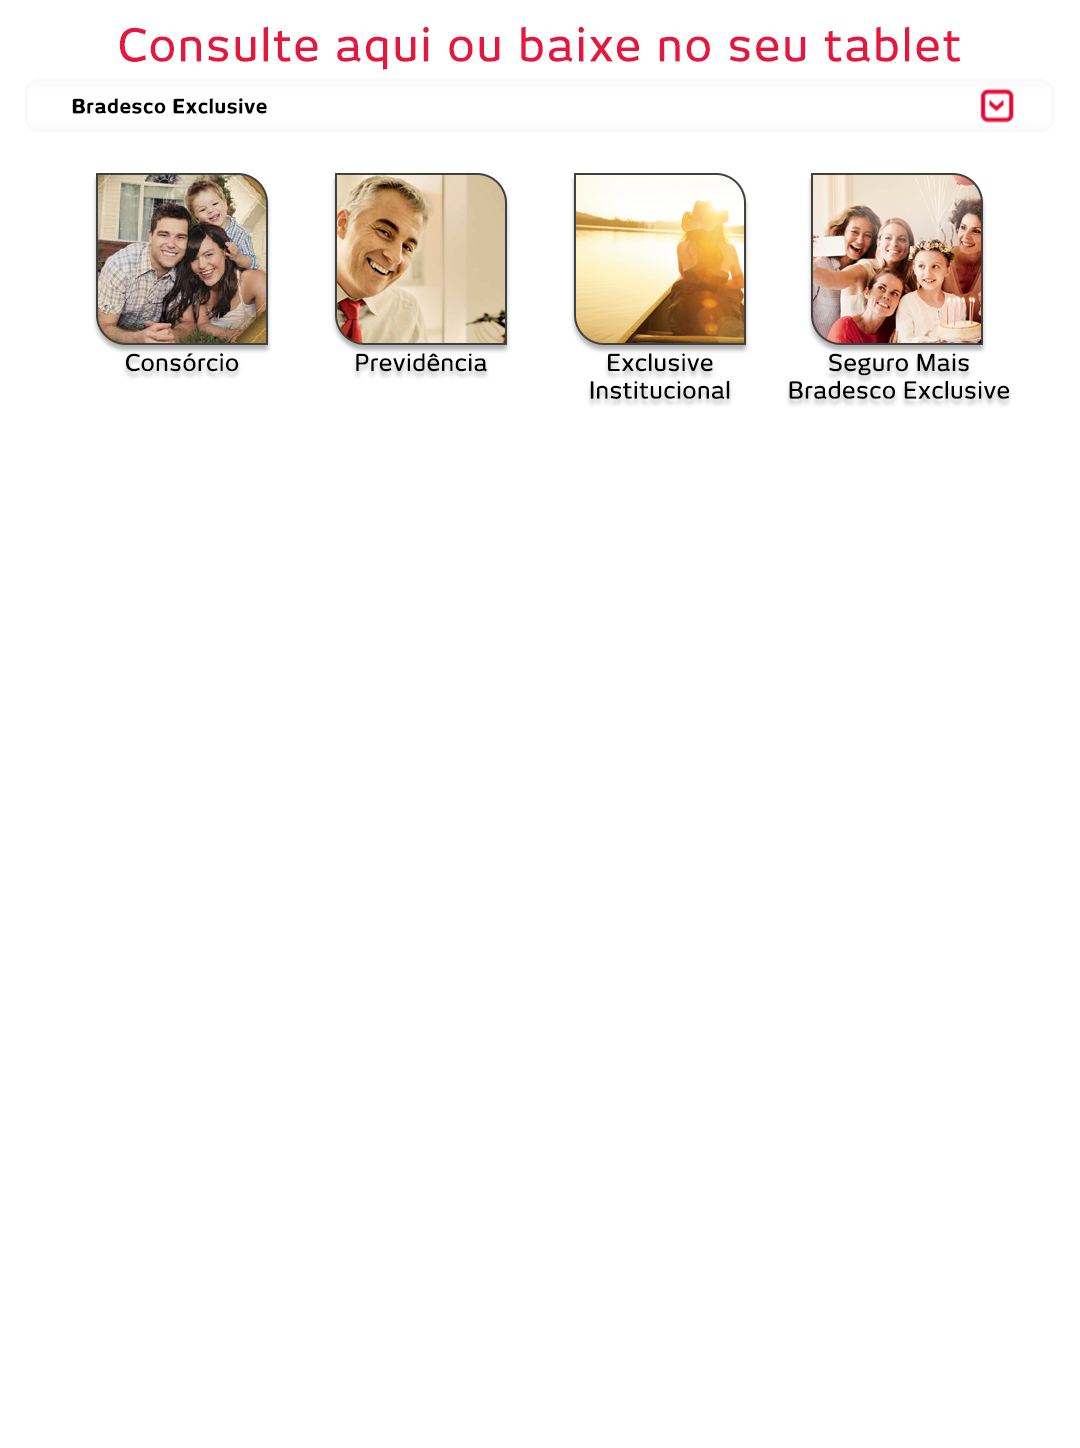 Consulte aqui ou baixe no seu tablet
Bradesco Exclusive
Consórcio
Previdência
Exclusive
Institucional
Seguro Mais
Bradesco Exclusive